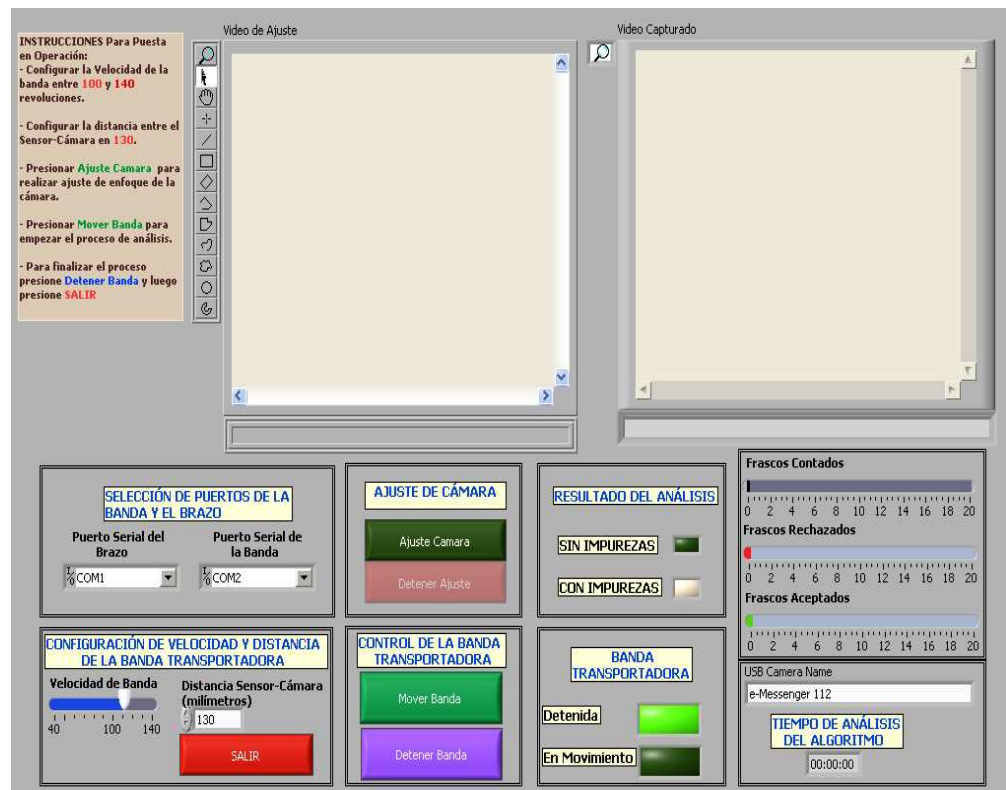 INSTRUCCIONES Para Puesta
en Operación:
- Configurar la Velocidad de la
banda entre 100 y 140
revoluciones.
- Configurar la distancia entre el
Sensor-Cámara en 130.
- Presionar Ajuste Camara para
realizar ajuste de enfoque de la
cámara.
- Presionar Mover Banda para
empezar el proceso de análisis.
- Para finalizar el proceso
presione Detener Banda y luego
presione SALIR
Video de Ajuste
Video Capturado
SELECCIÓN DE PUERTOS DE LA
BANDA Y EL BRAZO
Puerto Serial del
Brazo
COM1
Puerto Serial de
la Banda
COM2
AJUSTE DE CÁMARA
Ajuste Camara
Detener Ajuste
RESULTADO DEL ANÁLISIS
SIN IMPUREZAS
CON IMPUREZAS
Frascos Contados
0 2 4 6 8 10 12 14 16 18 20
Frascos Rechazados
0 2 4 6 8 10 12 14 16 18 20
Frascos Aceptados
0 2 4 6 8 10 12 14 16 18 20
CONFIGURACIÓN DE VELOCIDAD Y DISTANCIA
DE LA BANDA TRANSPORTADORA
Velocidad de Banda
40 100 140
Distancia Sensor-Cámara
(milímetros)
130
SALIR
CONTROL DE LA BANDA
TRANSPORTADORA
Mover Banda
Detener Banda
BANDA
TRANSPORTADORA
Detenida
En Movimiento
USB Camera Name
e-Messenger 112
TIEMPO DE ANÁLISIS
DEL ALGORITMO
00:00:00